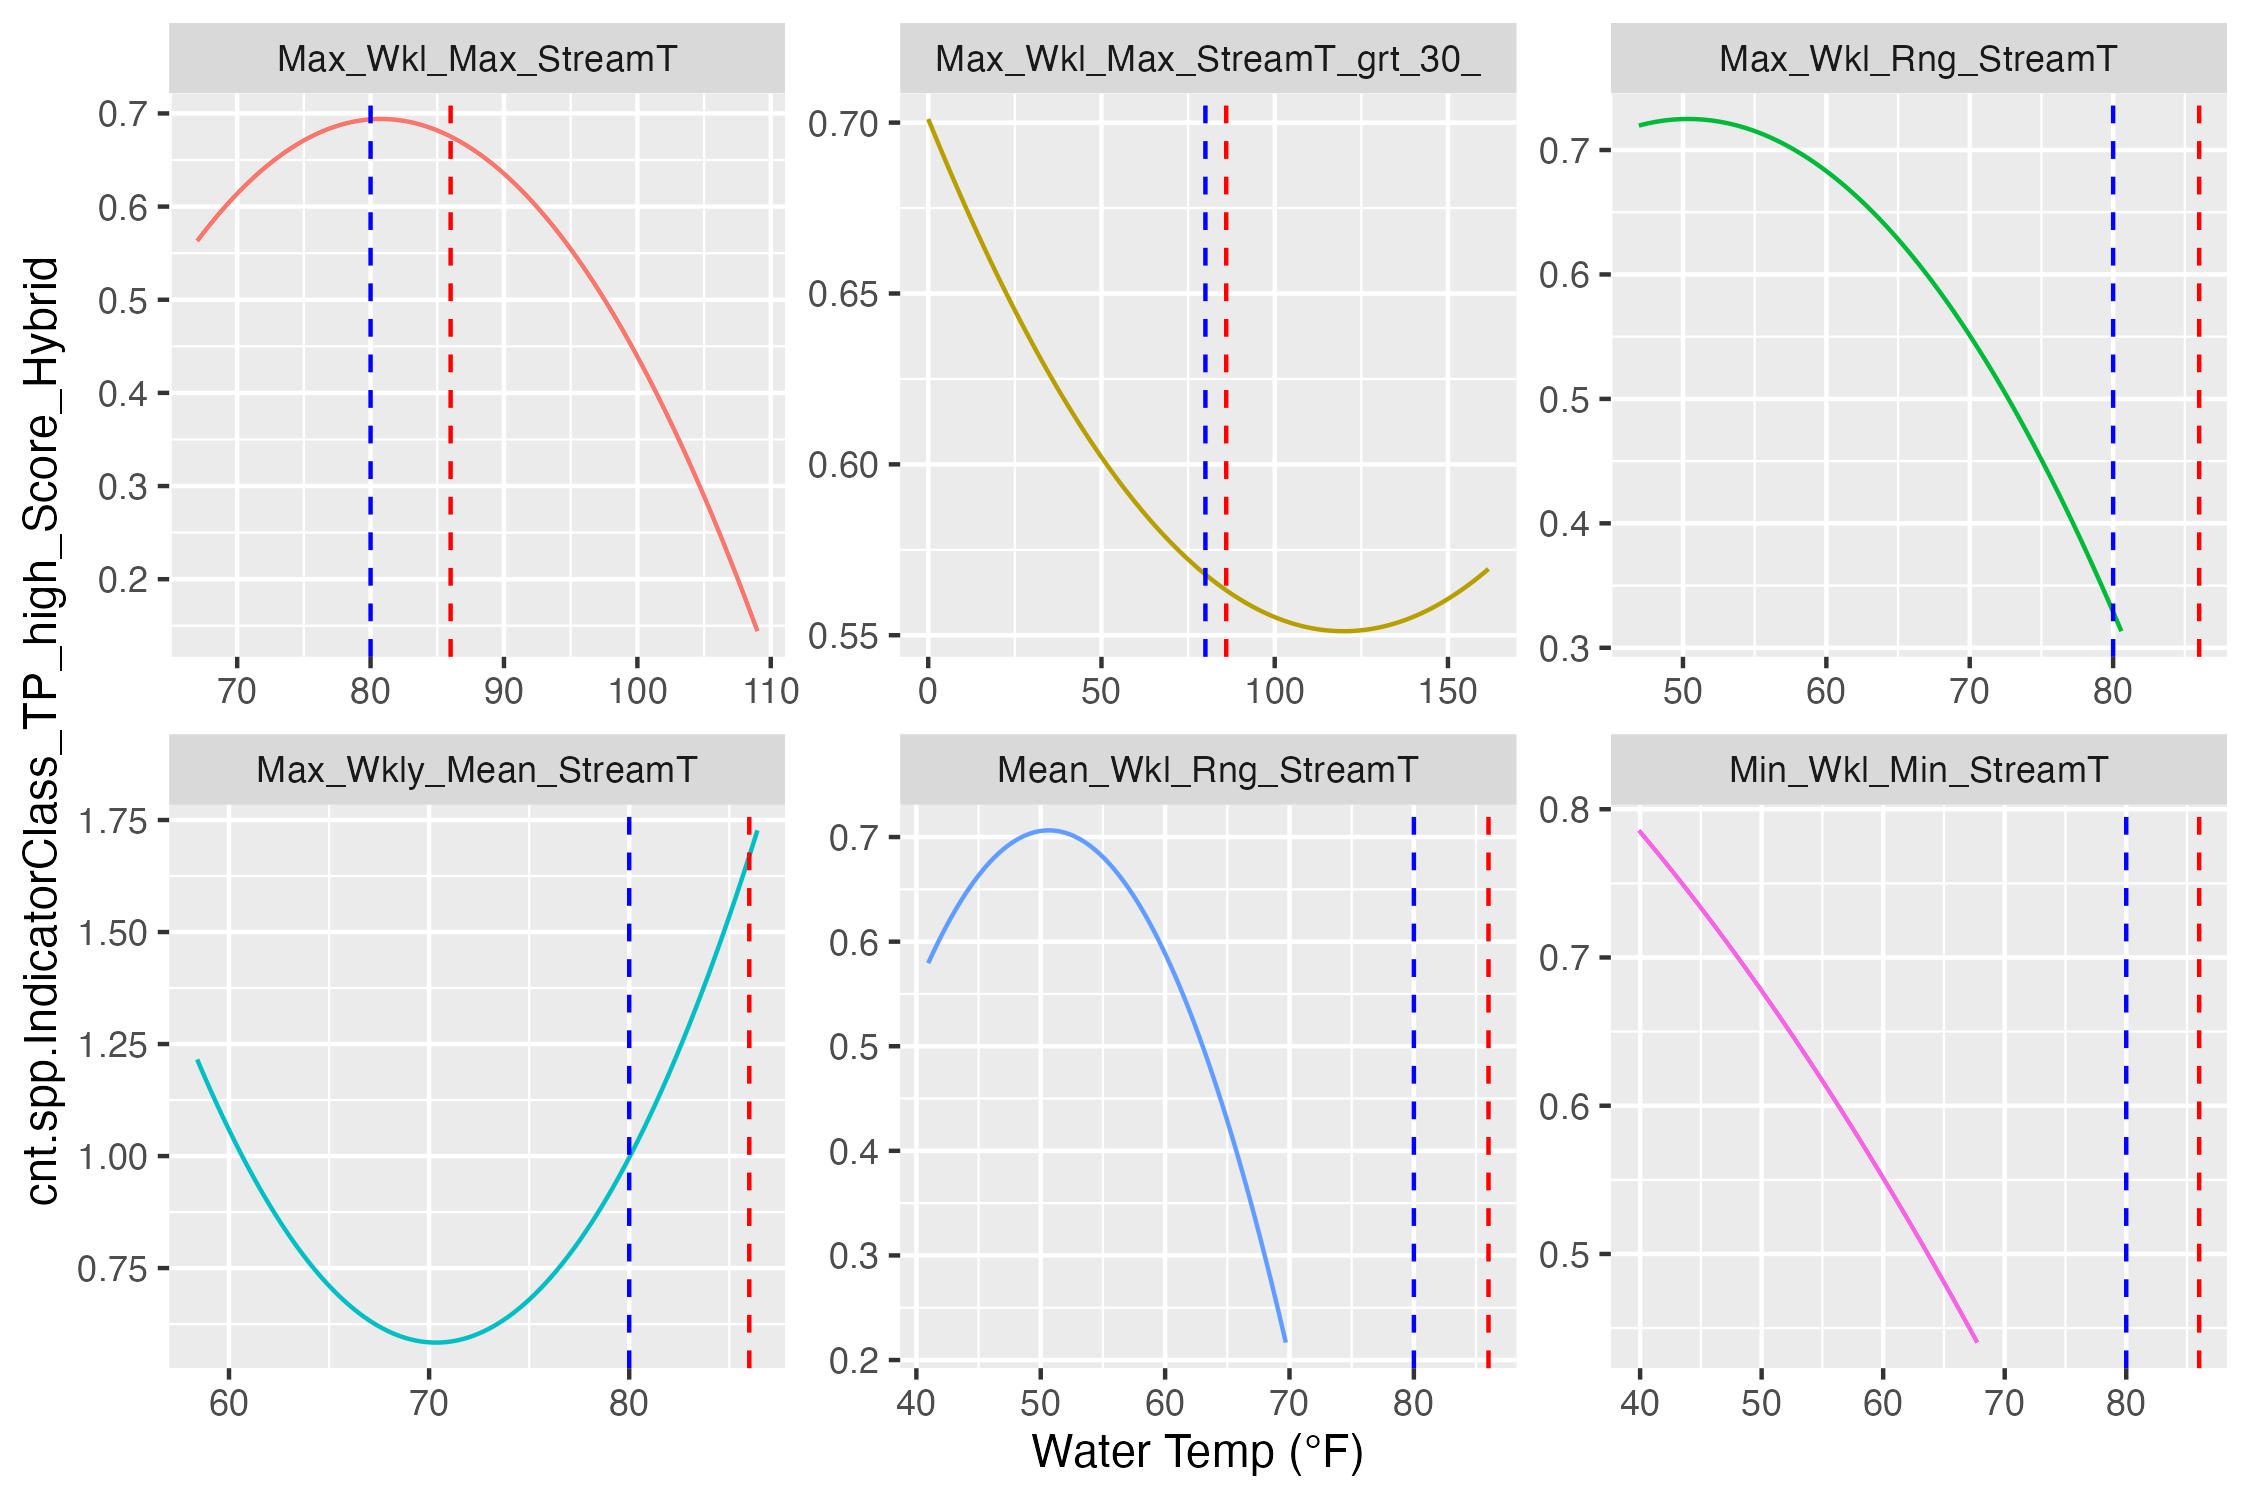 cnt.spp.IndicatorClass_TP_high_Score_Hybrid
Max_Wkl_Max_StreamT
0.7
0.6
0.5
0.4
0.3
0.2
70 80 90 100 110
Max_Wkl_Max_StreamT_grt_30_
0.70
0.65
0.60
0.55
0 50 100 150
Max_Wkl_Rng_StreamT
0.7
0.6
0.5
0.4
0.3
50 60 70 80
Max_Wkly_Mean_StreamT
1.75
1.50
1.25
1.00
0.75
60 70 80
Mean_Wkl_Rng_StreamT
0.7
0.6
0.5
0.4
0.3
0.2
40 50 60 70 80
Min_Wkl_Min_StreamT
0.8
0.7
0.6
0.5
40 50 60 70 80
Water Temp (°F)